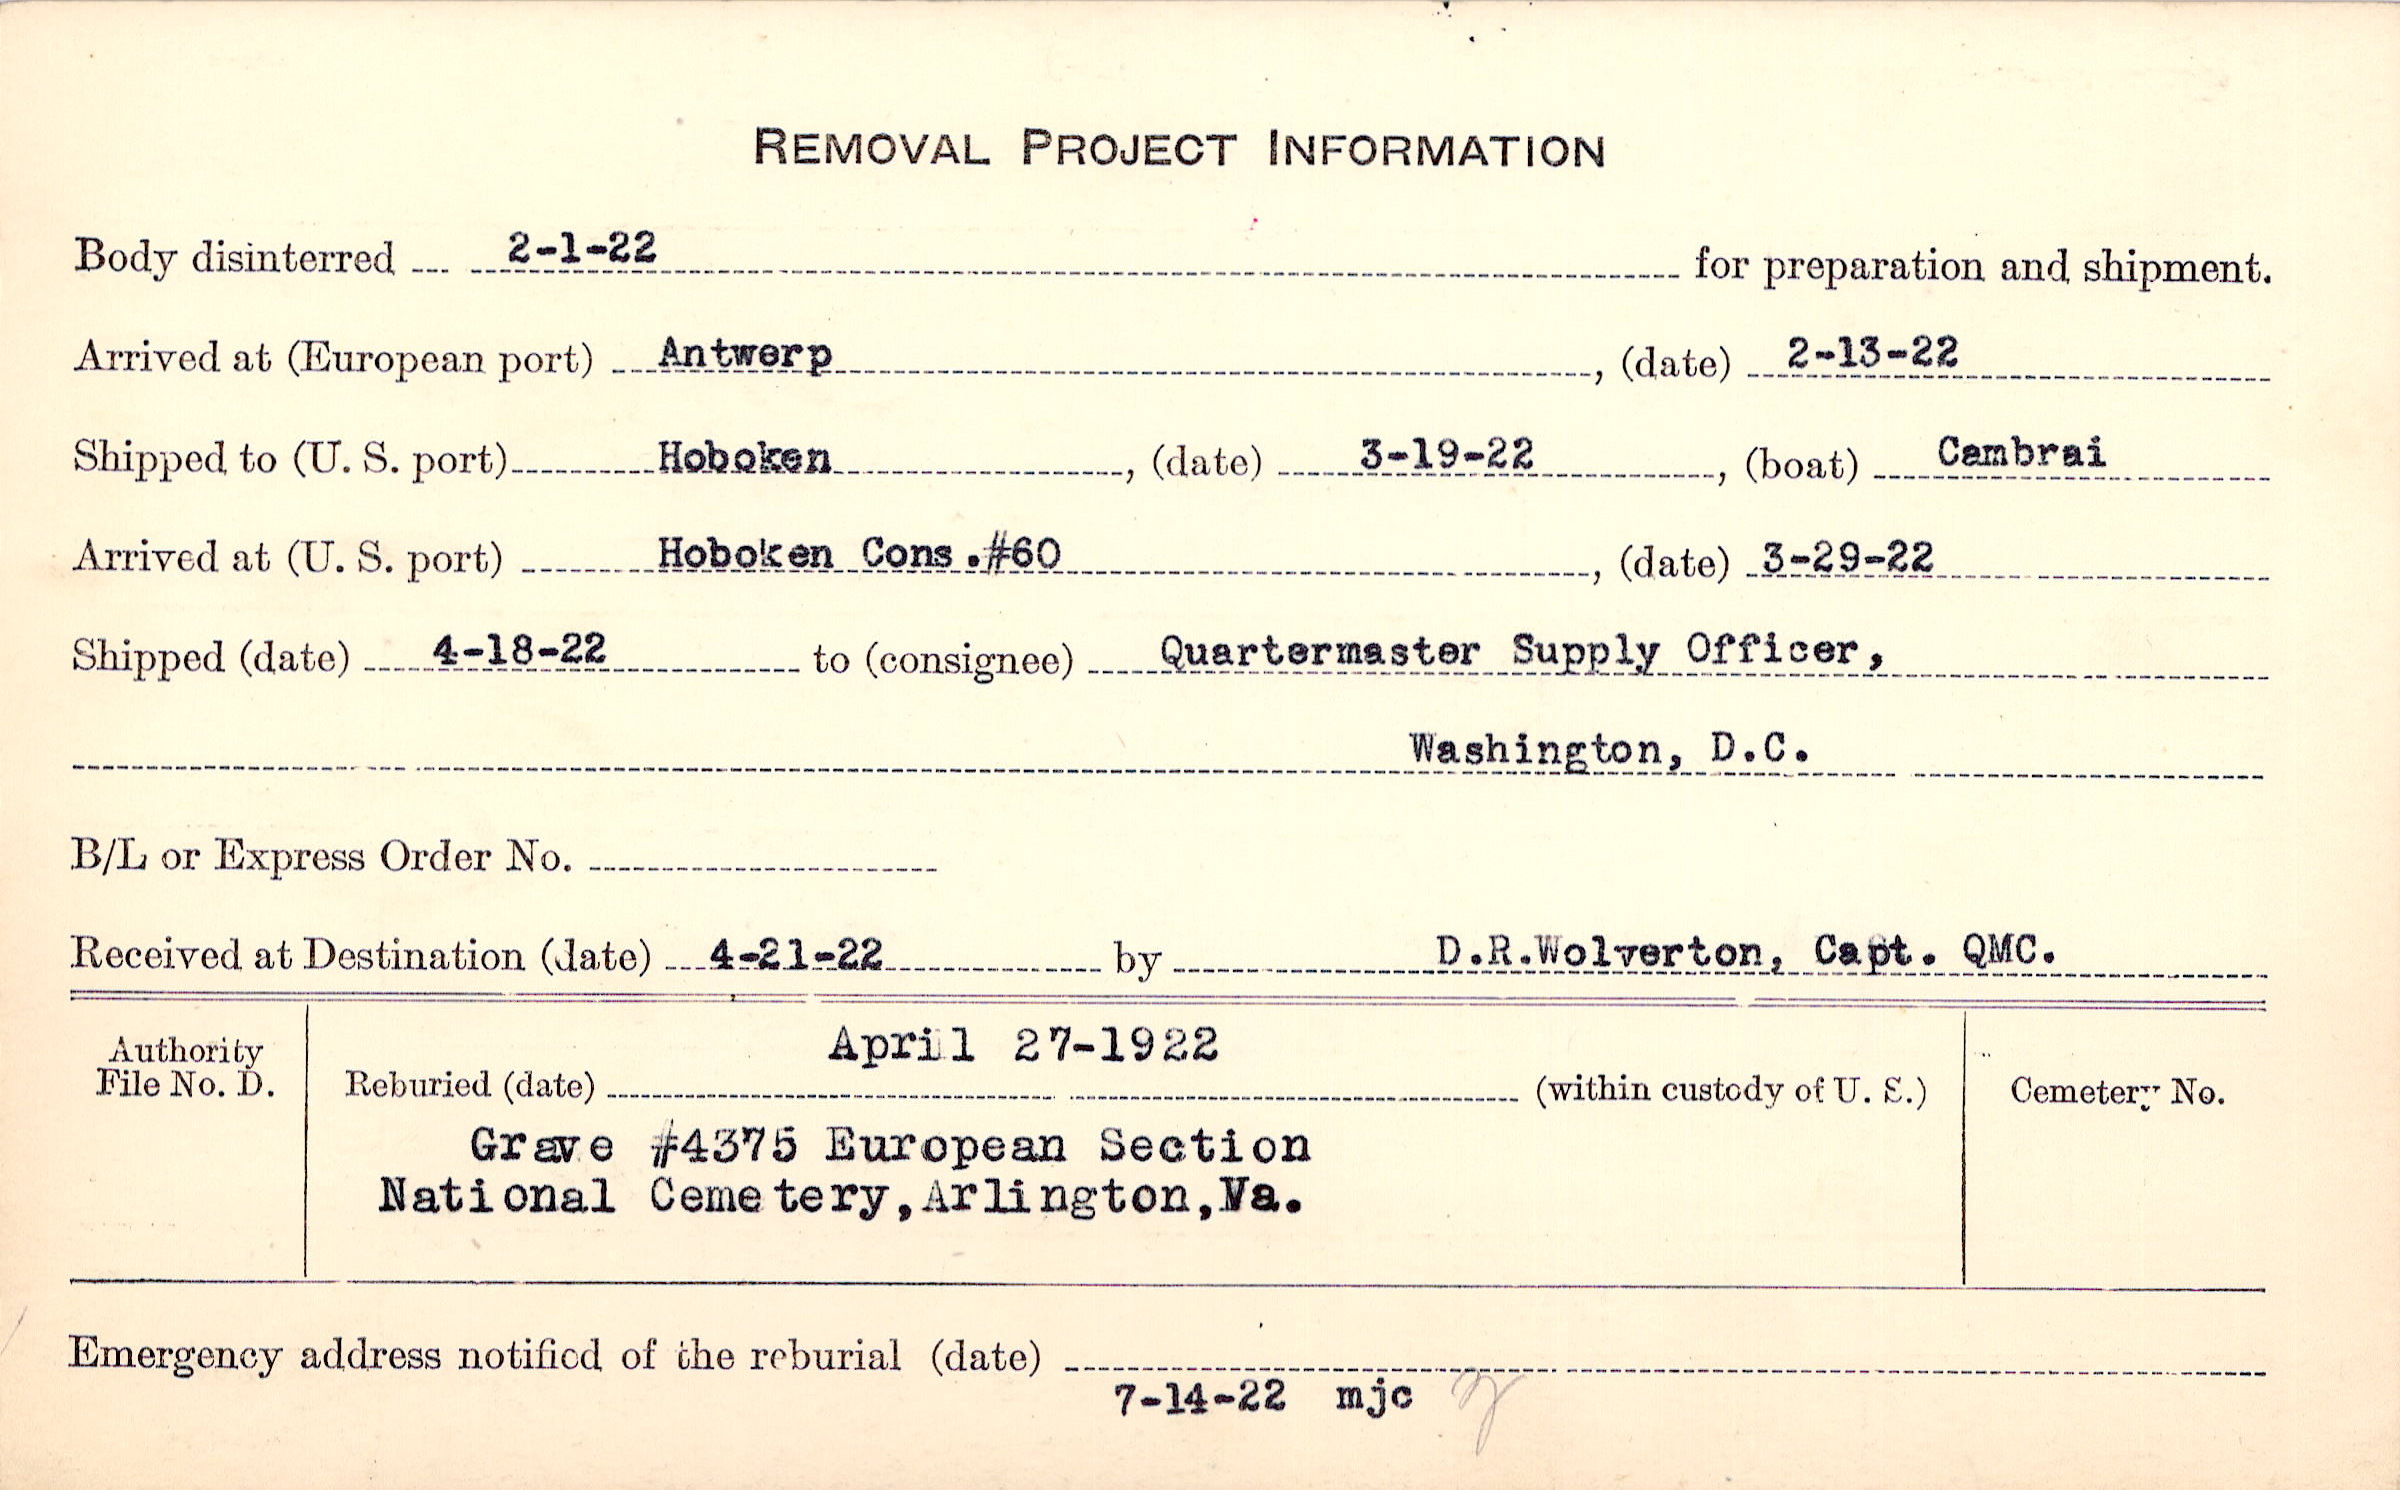 REMOVAL PROJECT INFORMATION
Body disinterred 2-1-22 for preparation and shipment.
Arrived at (European port) Antwerp, (date) 2-13-22
Shipped to (U. S. port) Hoboken, (date) 3-19-22, (boat) Cambrai
Arrived at (U. S. port) Hoboken Cons.#60, (date) 3-29-22
Shipped (date) 4-18-22 to (consignee) Quartermaster Supply Officer,
Washington, D.C.
B/L or Express Order No.
Received at Destination (date) 4-21-22 by D.R.Wolverton, Capt. QMC.
Authority
File No. D.
April 27-1922
Reburied (date) (within custody of U. S.)
Grave #4375 European Section
National Cemetery,Arlington,Va.
Cemetery No.
Emergency address notified of the reburial (date)
7-14-22 mjc